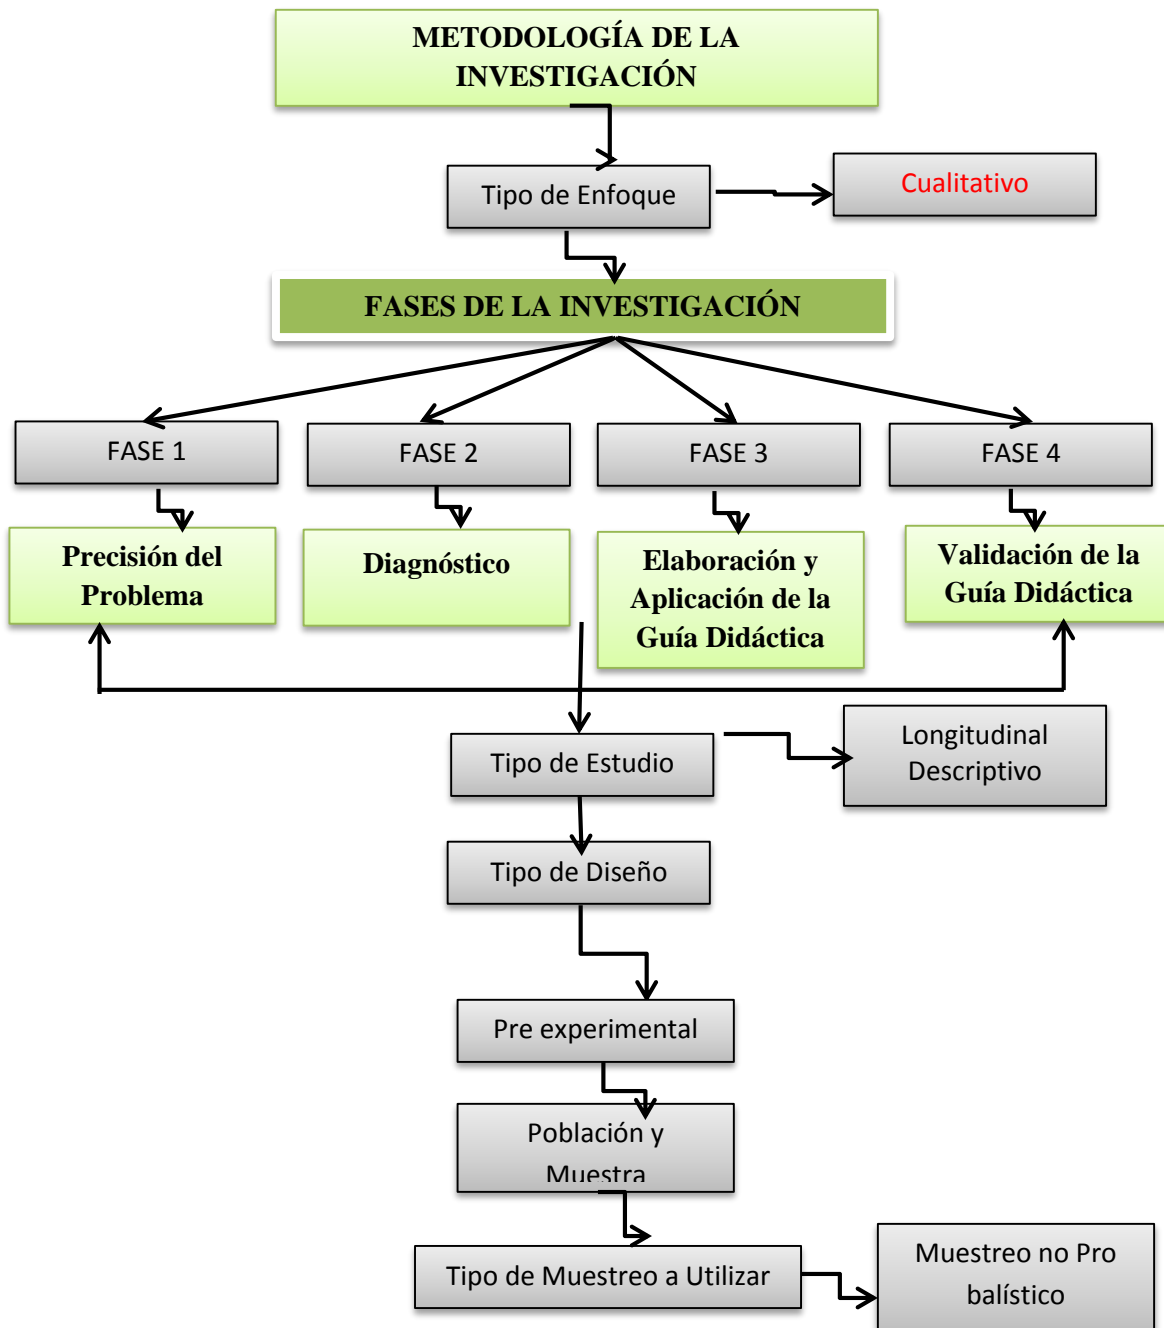 METODOLOGÍA DE LA
INVESTIGACIÓN
Tipo de Enfoque
Cualitativo
FASES DE LA INVESTIGACIÓN
FASE 1
FASE 2
FASE 3
FASE 4
Precisión del
Problema
Diagnóstico
Elaboración y
Aplicación de la
Guía Didáctica
Validación de la
Guía Didáctica
Tipo de Estudio
Longitudinal
Descriptivo
Tipo de Diseño
Pre experimental
Población y
Muestra
Tipo de Muestreo a Utilizar
Muestreo no Pro
balístico